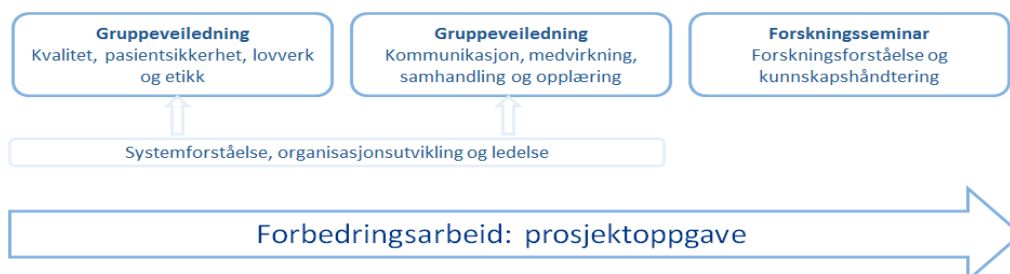 Gruppeveiledning
Kvalitet, pasientsikkerhet, lovverk
og etikk
Gruppeveiledning
Kommunikasjon, medvirkning,
samhandling og opplæring
Forskningsseminar
Forskningsforståelse og
kunnskapshåndtering
Systemforståelse, organisasjonsutvikling og ledelse
Forbedringsarbeid: prosjektoppgave